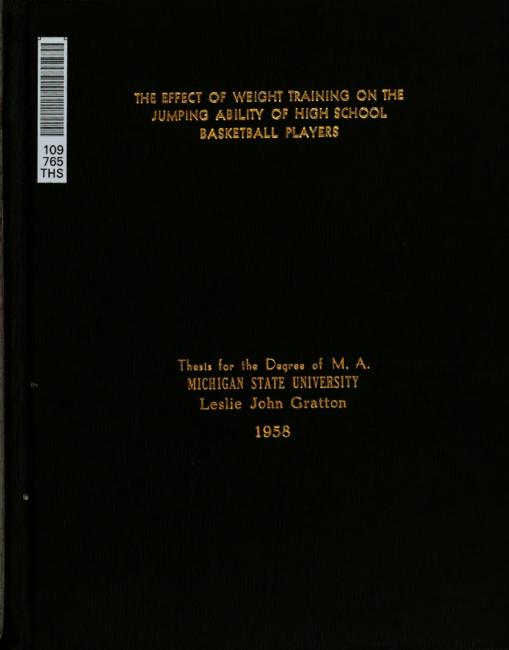 109
765
THS
THE EFFECT OF WEIGHT TRAINING ON THE
JUMPING ABILITY OF HIGH SCHOOL
BASKETBALL PLAYERS
Thesis for the Degree of M. A.
MICHIGAN STATE UNIVERSITY
Leslie John Gratton
1958